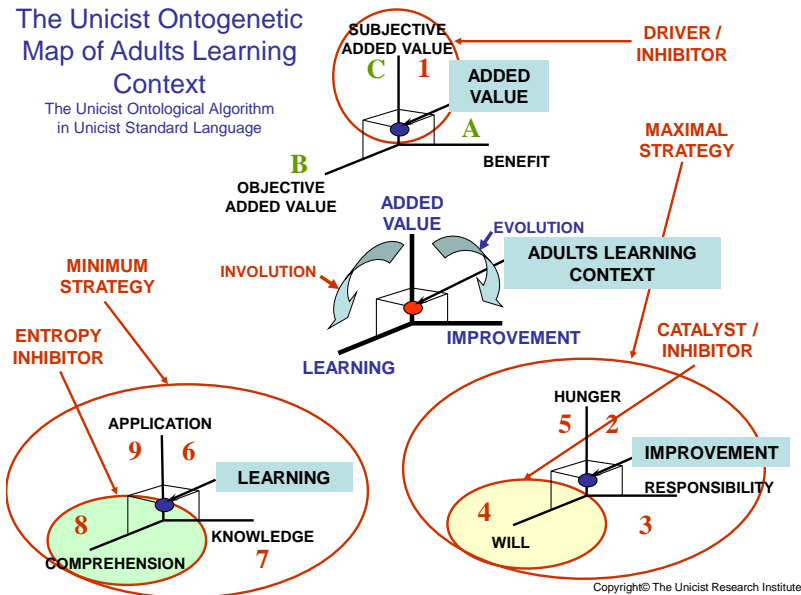 The Unicist Ontogenetic
Map of Adults Learning
Context
The Unicist Ontological Algorithm
in Unicist Standard Language
SUBJECTIVE
ADDED VALUE
C
1
DRIVER /
INHIBITOR
ADDED
VALUE
A
BENEFIT
B
OBJECTIVE
ADDED VALUE
MAXIMAL
STRATEGY
ADDED
VALUE
EVOLUTION
INVOLUTION
ADULTS LEARNING
CONTEXT
IMPROVEMENT
LEARNING
MINIMUM
STRATEGY
ENTROPY
INHIBITOR
CATALYST /
INHIBITOR
APPLICATION
9
6
LEARNING
8
KNOWLEDGE
7
COMPREHENSION
HUNGER
5
2
IMPROVEMENT
RESPONSIBILITY
4
3
WILL
Copyright© The Unicist Research Institute